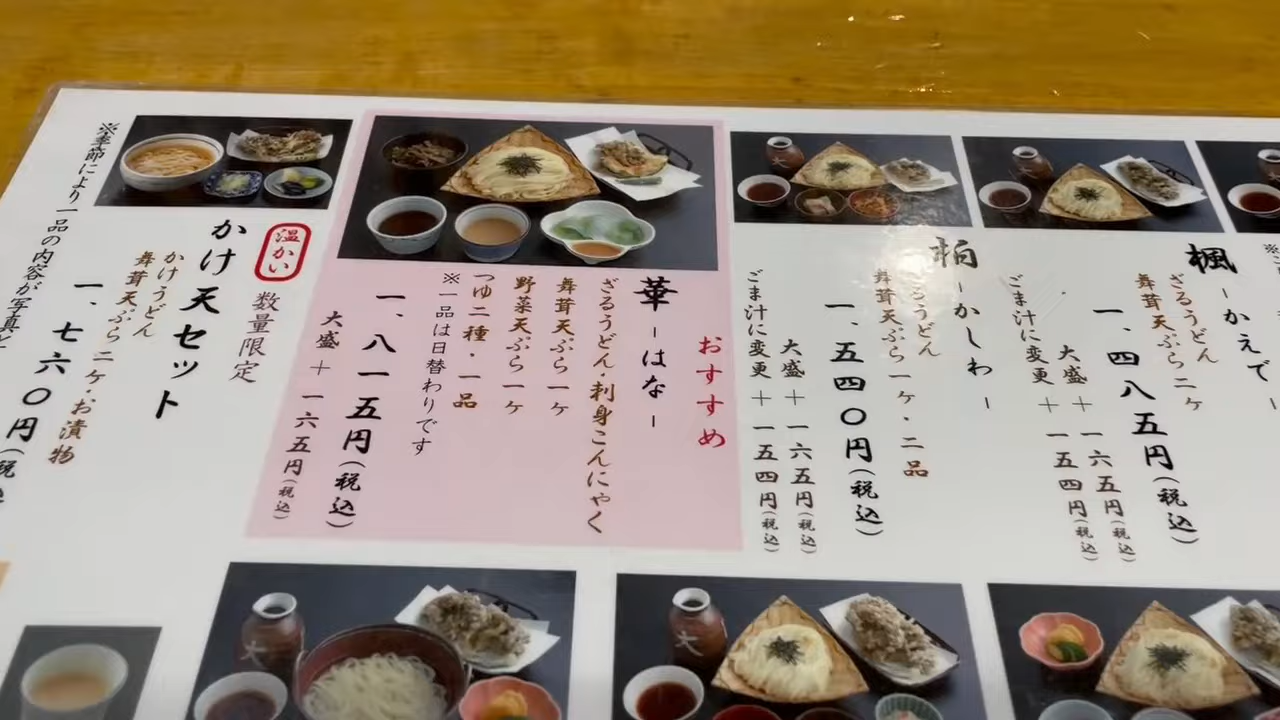 楓
－かえで－
ざるうどん
舞茸天ぷら二ケ
一、四八五円(税込)
大盛＋一六五円(税込)
ごま汁に変更＋一五四円(税込)
柏
－かしわ－
ざるうどん
舞茸天ぷら一ケ・二品
一、五四〇円(税込)
大盛＋一六五円(税込)
ごま汁に変更＋一五四円(税込)
おすすめ
華－はな－
ざるうどん・刺身こんにゃく
舞茸天ぷら一ケ
野菜天ぷら一ケ
つゆ二種・一品
※一品は日替わりです
一、八一五円(税込)
大盛＋一六五円(税込)
温かい
数量限定
かけ天セット
かけうどん
舞茸天ぷら二ケ・お漬物
一、七六〇円(税込
※季節により一品の内容が写真と